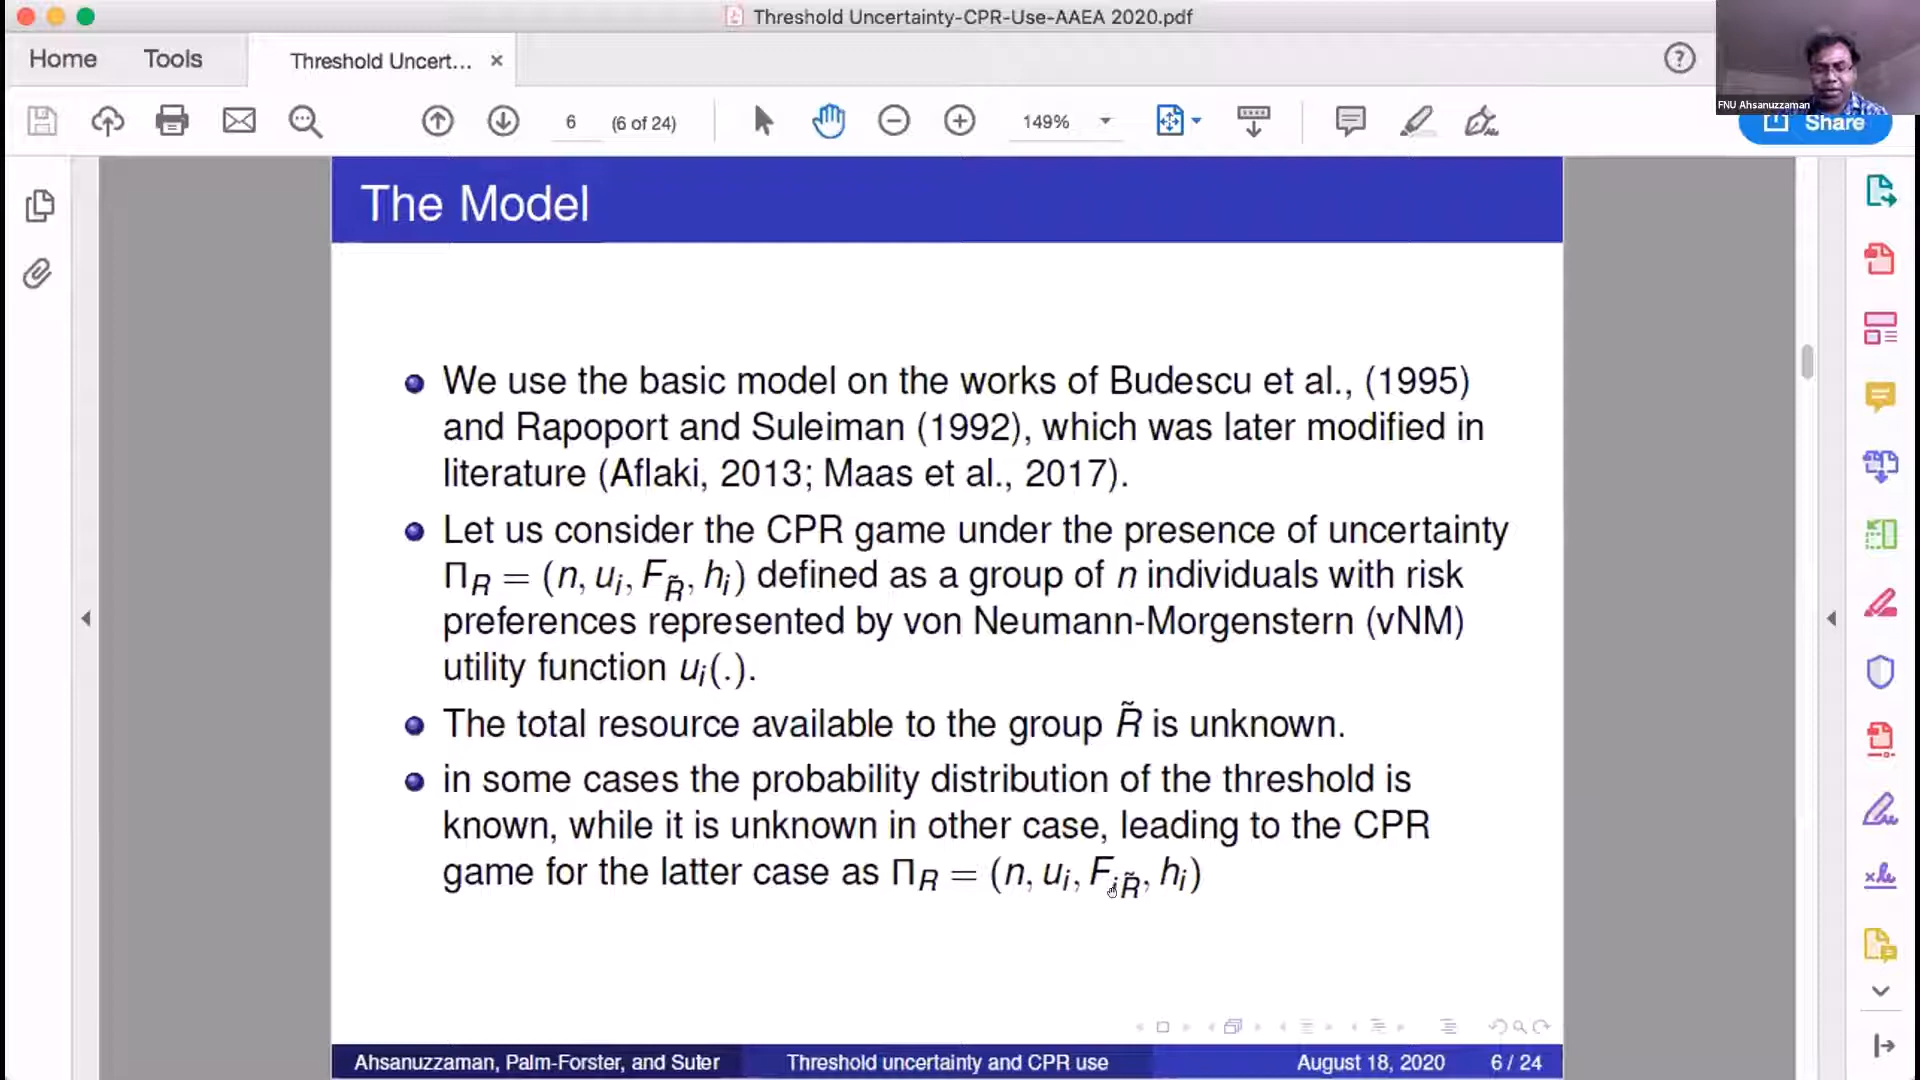 Threshold Uncertainty-CPR-Use-AAEA 2020.pdf
Home Tools Threshold Uncert... ×
?
FNU Ahsanuzzaman
6 (6 of 24) 149% Share
The Model
We use the basic model on the works of Budescu et al., (1995)
and Rapoport and Suleiman (1992), which was later modified in
literature (Aflaki, 2013; Maas et al., 2017).
Let us consider the CPR game under the presence of uncertainty
Π_R = (n, u_i, F_R̃, h_i) defined as a group of n individuals with risk
preferences represented by von Neumann-Morgenstern (vNM)
utility function u_i(.).
The total resource available to the group R̃ is unknown.
in some cases the probability distribution of the threshold is
known, while it is unknown in other case, leading to the CPR
game for the latter case as Π_R = (n, u_i, F_iR̃, h_i)
Ahsanuzzaman, Palm-Forster, and Suter Threshold uncertainty and CPR use August 18, 2020 6 / 24